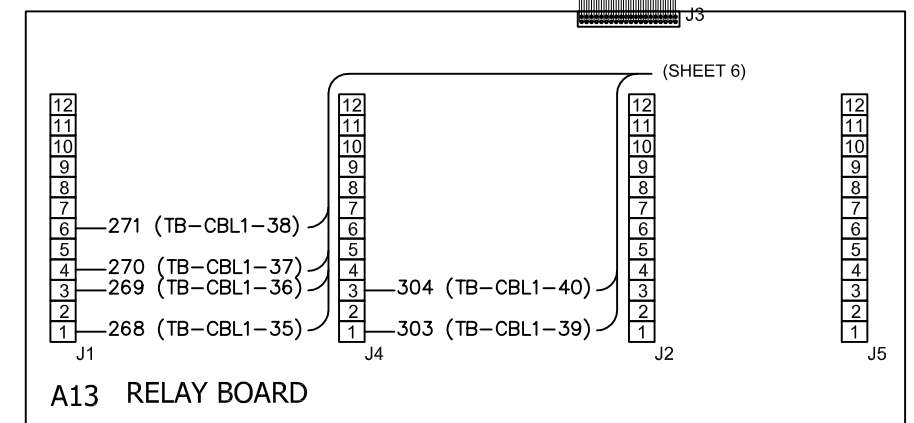 J3
(SHEET 6)
12 12 12 12
11 11 11 11
10 10 10 10
9 9 9 9
8 8 8 8
7 7 7 7
6 271 (TB-CBL1-38) 6 6 6
5 5 5 5
4 270 (TB-CBL1-37) 4 4 4
3 269 (TB-CBL1-36) 3 304 (TB-CBL1-40) 3 3
2 2 2 2
1 268 (TB-CBL1-35) 1 303 (TB-CBL1-39) 1 1
J1 J4 J2 J5
A13 RELAY BOARD